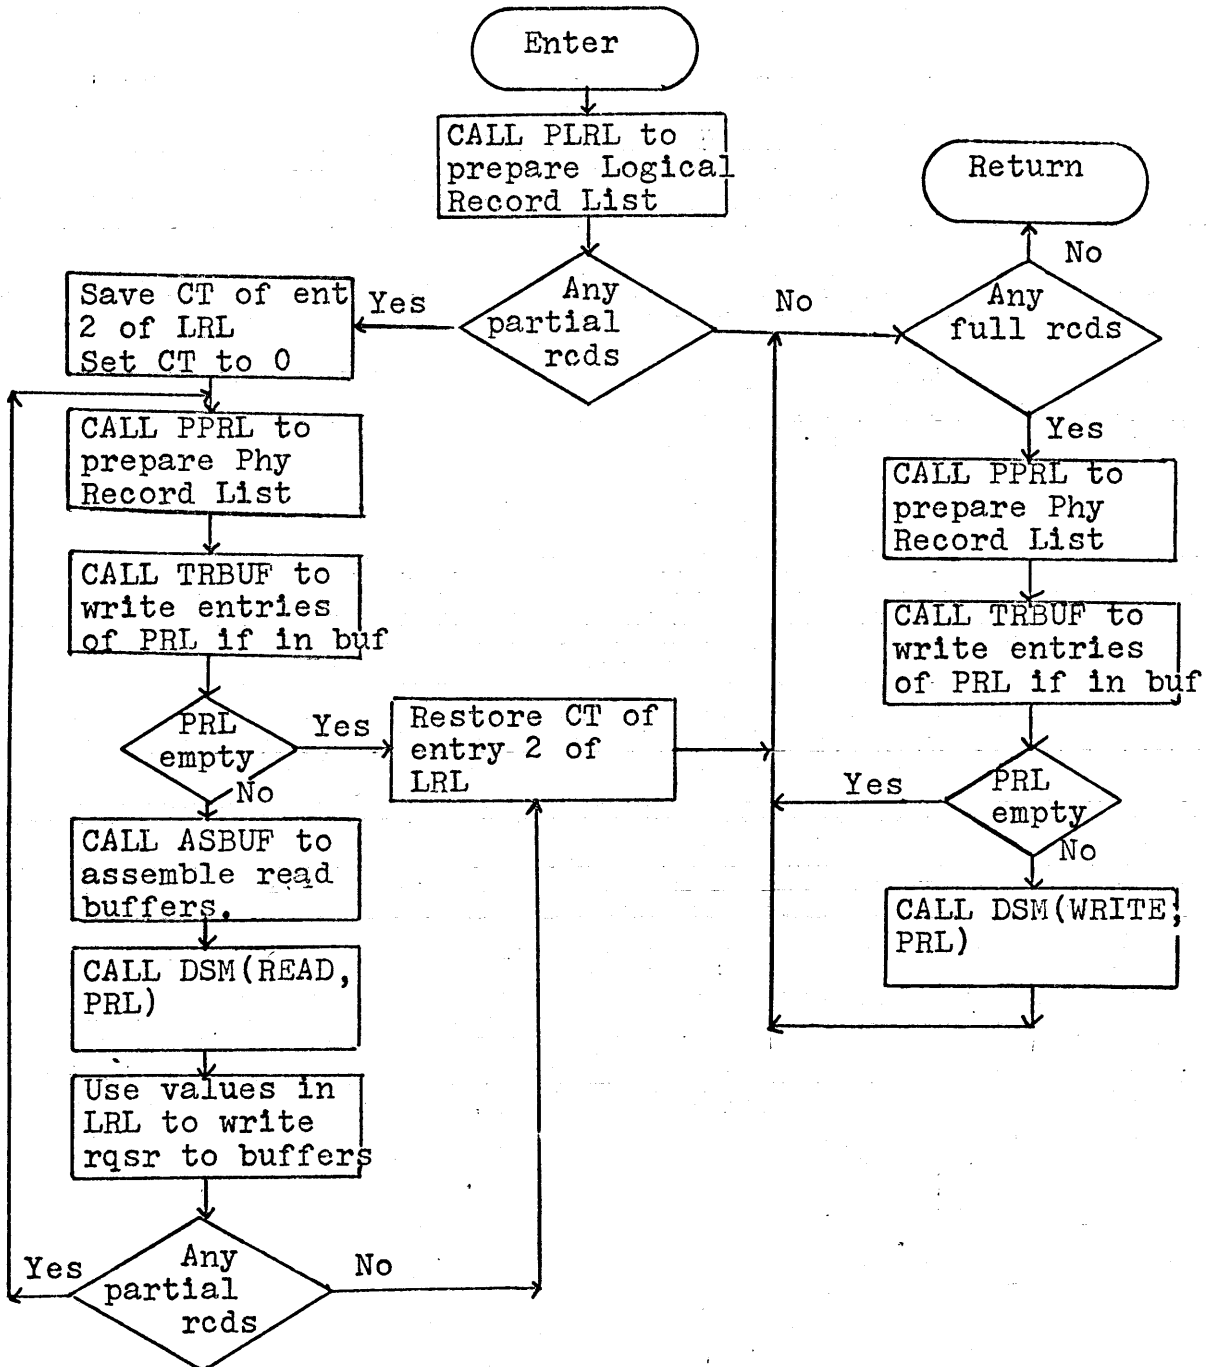 Enter
CALL PLRL to
prepare Logical
Record List
Any
partial
rcds
Yes
No
Save CT of ent
2 of LRL
Set CT to 0
CALL PPRL to
prepare Phy
Record List
CALL TRBUF to
write entries
of PRL if in buf
PRL
empty
Yes
No
Restore CT of
entry 2 of
LRL
CALL ASBUF to
assemble read
buffers.
CALL DSM(READ,
PRL)
Use values in
LRL to write
rqsr to buffers
Any
partial
rcds
Yes
No
Return
No
Any
full rcds
Yes
CALL PPRL to
prepare Phy
Record List
CALL TRBUF to
write entries
of PRL if in buf
PRL
empty
Yes
No
CALL DSM(WRITE,
PRL)